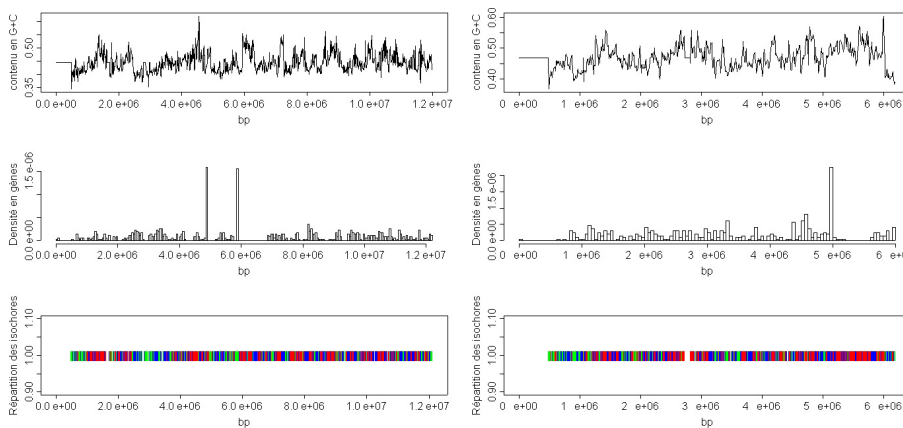 contenu en G+C
0.35 0.50
0.0 e+00 2.0 e+06 4.0 e+06 6.0 e+06 8.0 e+06 1.0 e+07 1.2 e+07
bp
contenu en G+C
0.40 0.50 0.60
0 e+00 1 e+06 2 e+06 3 e+06 4 e+06 5 e+06 6 e+06
bp
Densité en gènes
0.0 e+00 1.5 e-06
0.0 e+00 2.0 e+06 4.0 e+06 6.0 e+06 8.0 e+06 1.0 e+07 1.2 e+07
bp
Densité en gènes
0.0 e+00 1.5 e-06
0 e+00 1 e+06 2 e+06 3 e+06 4 e+06 5 e+06 6 e
bp
Répartition des isochores
0.90 1.00 1.10
0.0 e+00 2.0 e+06 4.0 e+06 6.0 e+06 8.0 e+06 1.0 e+07 1.2 e+07
bp
Répartition des isochores
0.90 1.00 1.10
0 e+00 1 e+06 2 e+06 3 e+06 4 e+06 5 e+06 6 e+06
bp